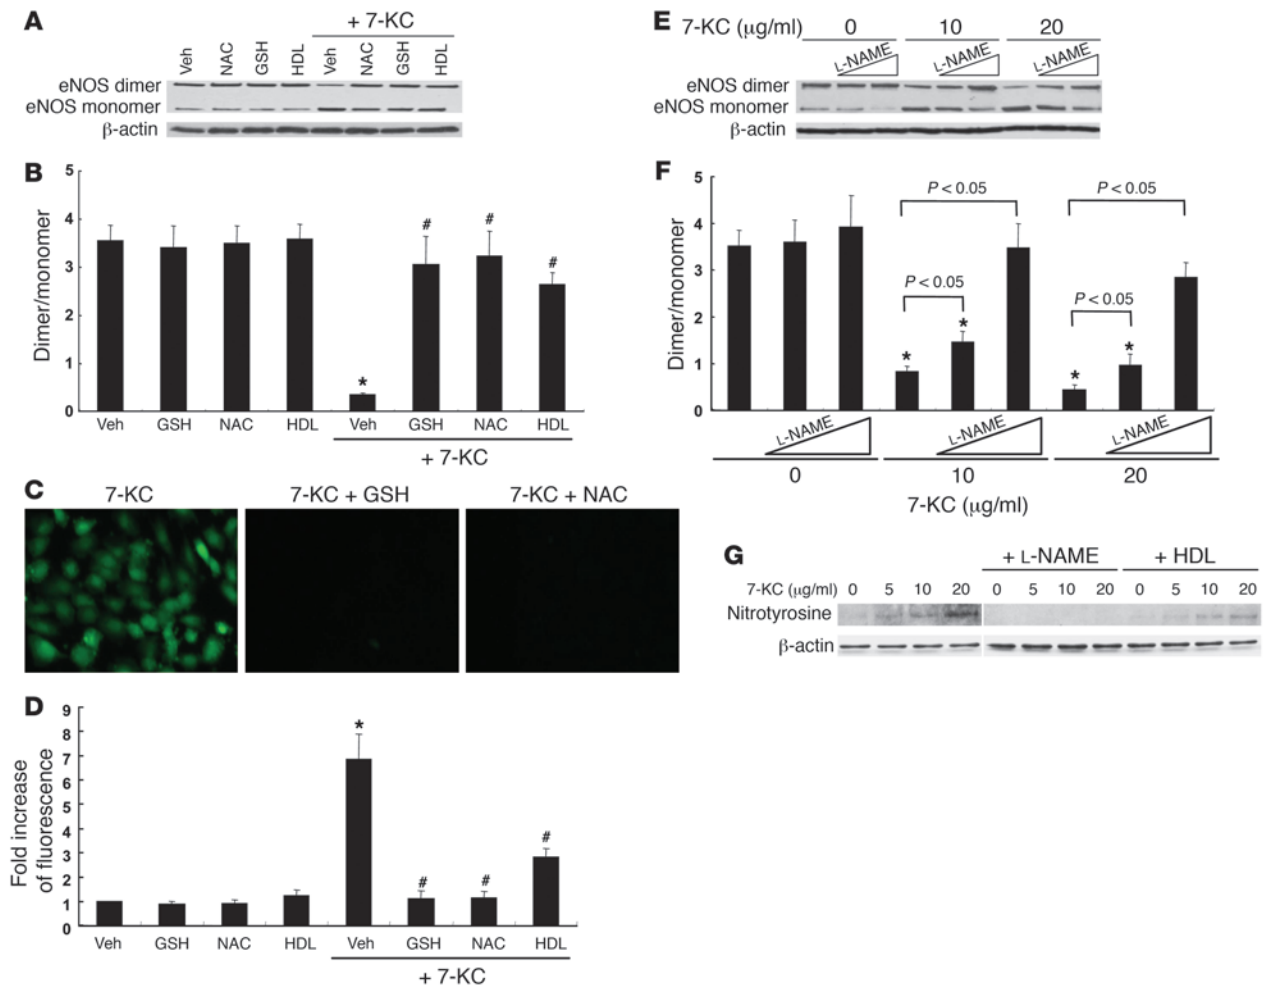 A
+ 7-KC
Veh NAC GSH HDL Veh NAC GSH HDL
eNOS dimer
eNOS monomer
β-actin
B
Dimer/monomer
5
4
3
2
1
0
# # #
*
Veh GSH NAC HDL Veh GSH NAC HDL
+ 7-KC
C
7-KC 7-KC + GSH 7-KC + NAC
D
Fold increase
of fluorescence
9
8
7
6
5
4
3
2
1
0
*
# # #
Veh GSH NAC HDL Veh GSH NAC HDL
+ 7-KC
E
7-KC (μg/ml) 0 10 20
L-NAME L-NAME L-NAME
eNOS dimer
eNOS monomer
β-actin
F
Dimer/monomer
5
4
3
2
1
0
P < 0.05 P < 0.05
P < 0.05 P < 0.05
* * * *
L-NAME L-NAME L-NAME
0 10 20
7-KC (μg/ml)
G
+ L-NAME + HDL
7-KC (μg/ml) 0 5 10 20 0 5 10 20 0 5 10 20
Nitrotyrosine
β-actin